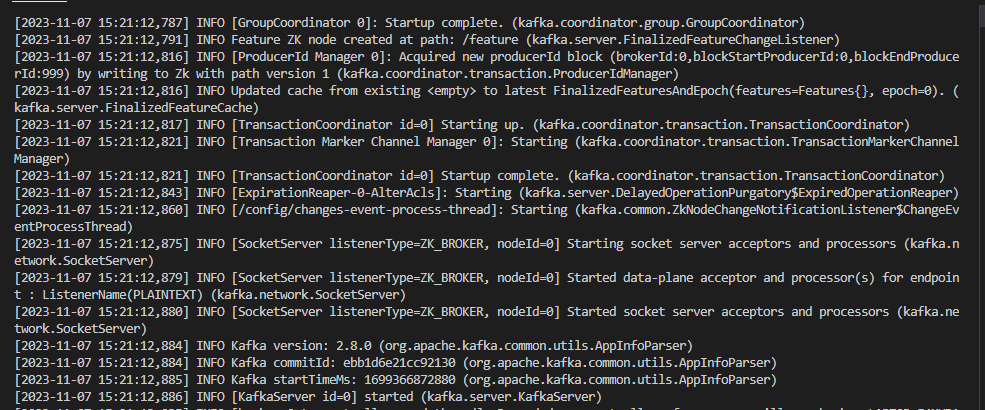 [2023-11-07 15:21:12,787] INFO [GroupCoordinator 0]: Startup complete. (kafka.coordinator.group.GroupCoordinator)
[2023-11-07 15:21:12,791] INFO Feature ZK node created at path: /feature (kafka.server.FinalizedFeatureChangeListener)
[2023-11-07 15:21:12,816] INFO [ProducerId Manager 0]: Acquired new producerId block (brokerId:0,blockStartProducerId:0,blockEndProduce
rId:999) by writing to Zk with path version 1 (kafka.coordinator.transaction.ProducerIdManager)
[2023-11-07 15:21:12,816] INFO Updated cache from existing <empty> to latest FinalizedFeaturesAndEpoch(features=Features{}, epoch=0). (
kafka.server.FinalizedFeatureCache)
[2023-11-07 15:21:12,817] INFO [TransactionCoordinator id=0] Starting up. (kafka.coordinator.transaction.TransactionCoordinator)
[2023-11-07 15:21:12,821] INFO [Transaction Marker Channel Manager 0]: Starting (kafka.coordinator.transaction.TransactionMarkerChannel
Manager)
[2023-11-07 15:21:12,821] INFO [TransactionCoordinator id=0] Startup complete. (kafka.coordinator.transaction.TransactionCoordinator)
[2023-11-07 15:21:12,843] INFO [ExpirationReaper-0-AlterAcls]: Starting (kafka.server.DelayedOperationPurgatory$ExpiredOperationReaper)
[2023-11-07 15:21:12,860] INFO [/config/changes-event-process-thread]: Starting (kafka.common.ZkNodeChangeNotificationListener$ChangeEv
entProcessThread)
[2023-11-07 15:21:12,875] INFO [SocketServer listenerType=ZK_BROKER, nodeId=0] Starting socket server acceptors and processors (kafka.n
etwork.SocketServer)
[2023-11-07 15:21:12,879] INFO [SocketServer listenerType=ZK_BROKER, nodeId=0] Started data-plane acceptor and processor(s) for endpoin
t : ListenerName(PLAINTEXT) (kafka.network.SocketServer)
[2023-11-07 15:21:12,880] INFO [SocketServer listenerType=ZK_BROKER, nodeId=0] Started socket server acceptors and processors (kafka.ne
twork.SocketServer)
[2023-11-07 15:21:12,884] INFO Kafka version: 2.8.0 (org.apache.kafka.common.utils.AppInfoParser)
[2023-11-07 15:21:12,884] INFO Kafka commitId: ebb1d6e21cc92130 (org.apache.kafka.common.utils.AppInfoParser)
[2023-11-07 15:21:12,885] INFO Kafka startTimeMs: 1699366872880 (org.apache.kafka.common.utils.AppInfoParser)
[2023-11-07 15:21:12,886] INFO [KafkaServer id=0] started (kafka.server.KafkaServer)